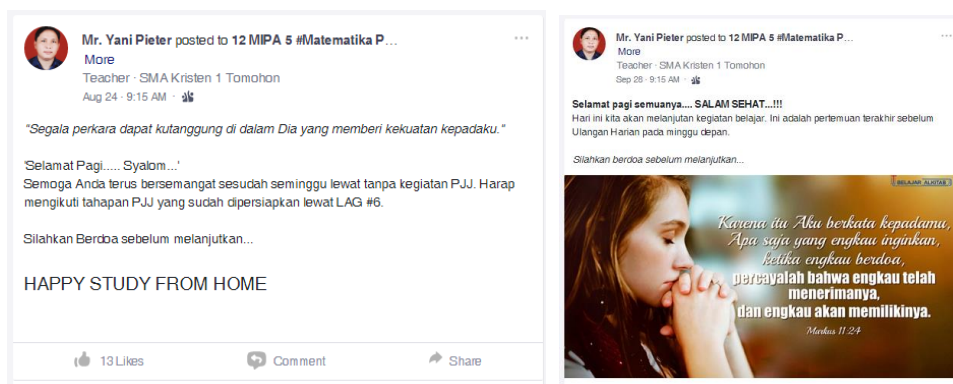 Mr. Yani Pieter posted to 12 MIPA 5 #Matematika P...
More
Teacher · SMA Kristen 1 Tomohon
Aug 24 · 9:15 AM ·
"Segala perkara dapat kutanggung di dalam Dia yang memberi kekuatan kepadaku."
'Selamat Pagi..... Syalom...'
Semoga Anda terus bersemangat sesudah seminggu lewat tanpa kegiatan PJJ. Harap
mengikuti tahapan PJJ yang sudah dipersiapkan lewat LAG #6.
Silahkan Berdoa sebelum melanjutkan...
HAPPY STUDY FROM HOME
13 Likes
Comment
Share
Mr. Yani Pieter posted to 12 MIPA 5 #Matematika P...
More
Teacher · SMA Kristen 1 Tomohon
Sep 28 · 9:15 AM ·
Selamat pagi semuanya.... SALAM SEHAT...!!!
Hari ini kita akan melanjutan kegiatan belajar. Ini adalah pertemuan terakhir sebelum
Ulangan Harian pada minggu depan.
Silahkan berdoa sebelum melanjutkan...
BELAJAR ALKITAB
Karena itu Aku berkata kepadamu,
Apa saja yang engkau inginkan,
ketika engkau berdoa,
percayalah bahwa engkau telah
menerimanya,
dan engkau akan memilikinya.
Markus 11:24